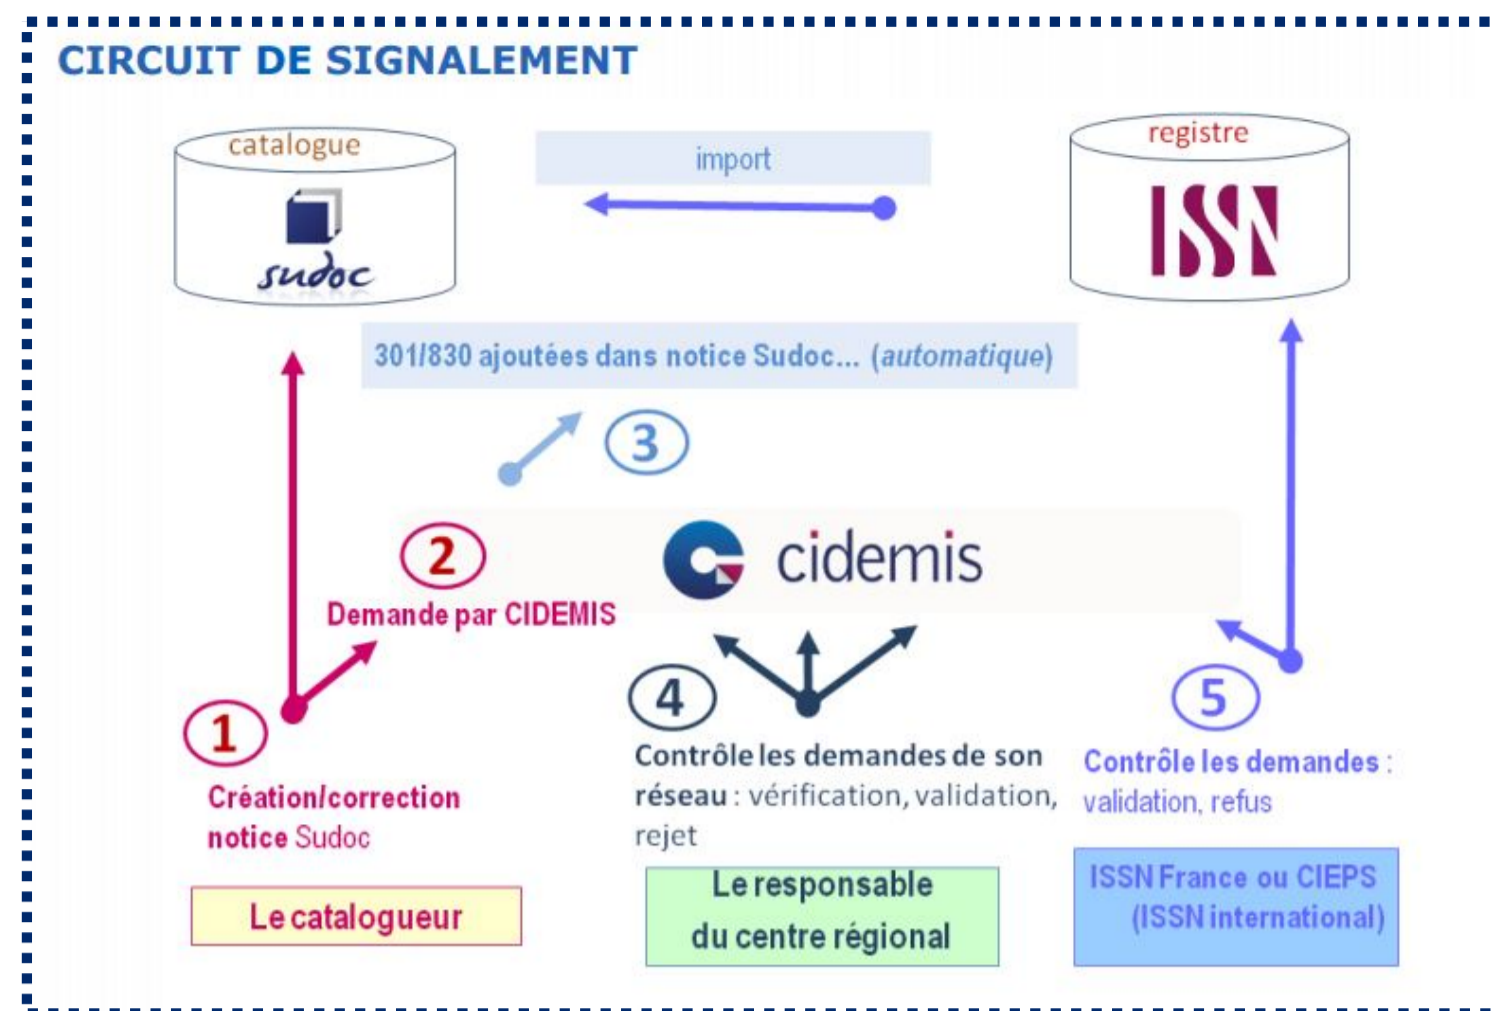 CIRCUIT DE SIGNALEMENT
catalogue
sudoc
import
registre
ISSN
301/830 ajoutées dans notice Sudoc... (automatique)
3
2
cidemis
Demande par CIDEMIS
1
Création/correction
notice Sudoc
Le catalogueur
4
Contrôle les demandes de son
réseau : vérification, validation,
rejet
Le responsable
du centre régional
5
Contrôle les demandes :
validation, refus
ISSN France ou CIEPS
(ISSN international)